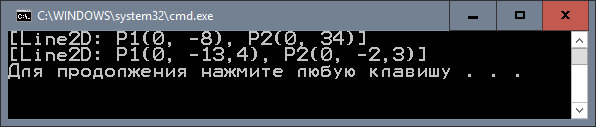 C:\WINDOWS\system32\cmd.exe
[Line2D: P1(0, -8), P2(0, 34)]
[Line2D: P1(0, -13,4), P2(0, -2,3)]
Для продолжения нажмите любую клавишу . . .